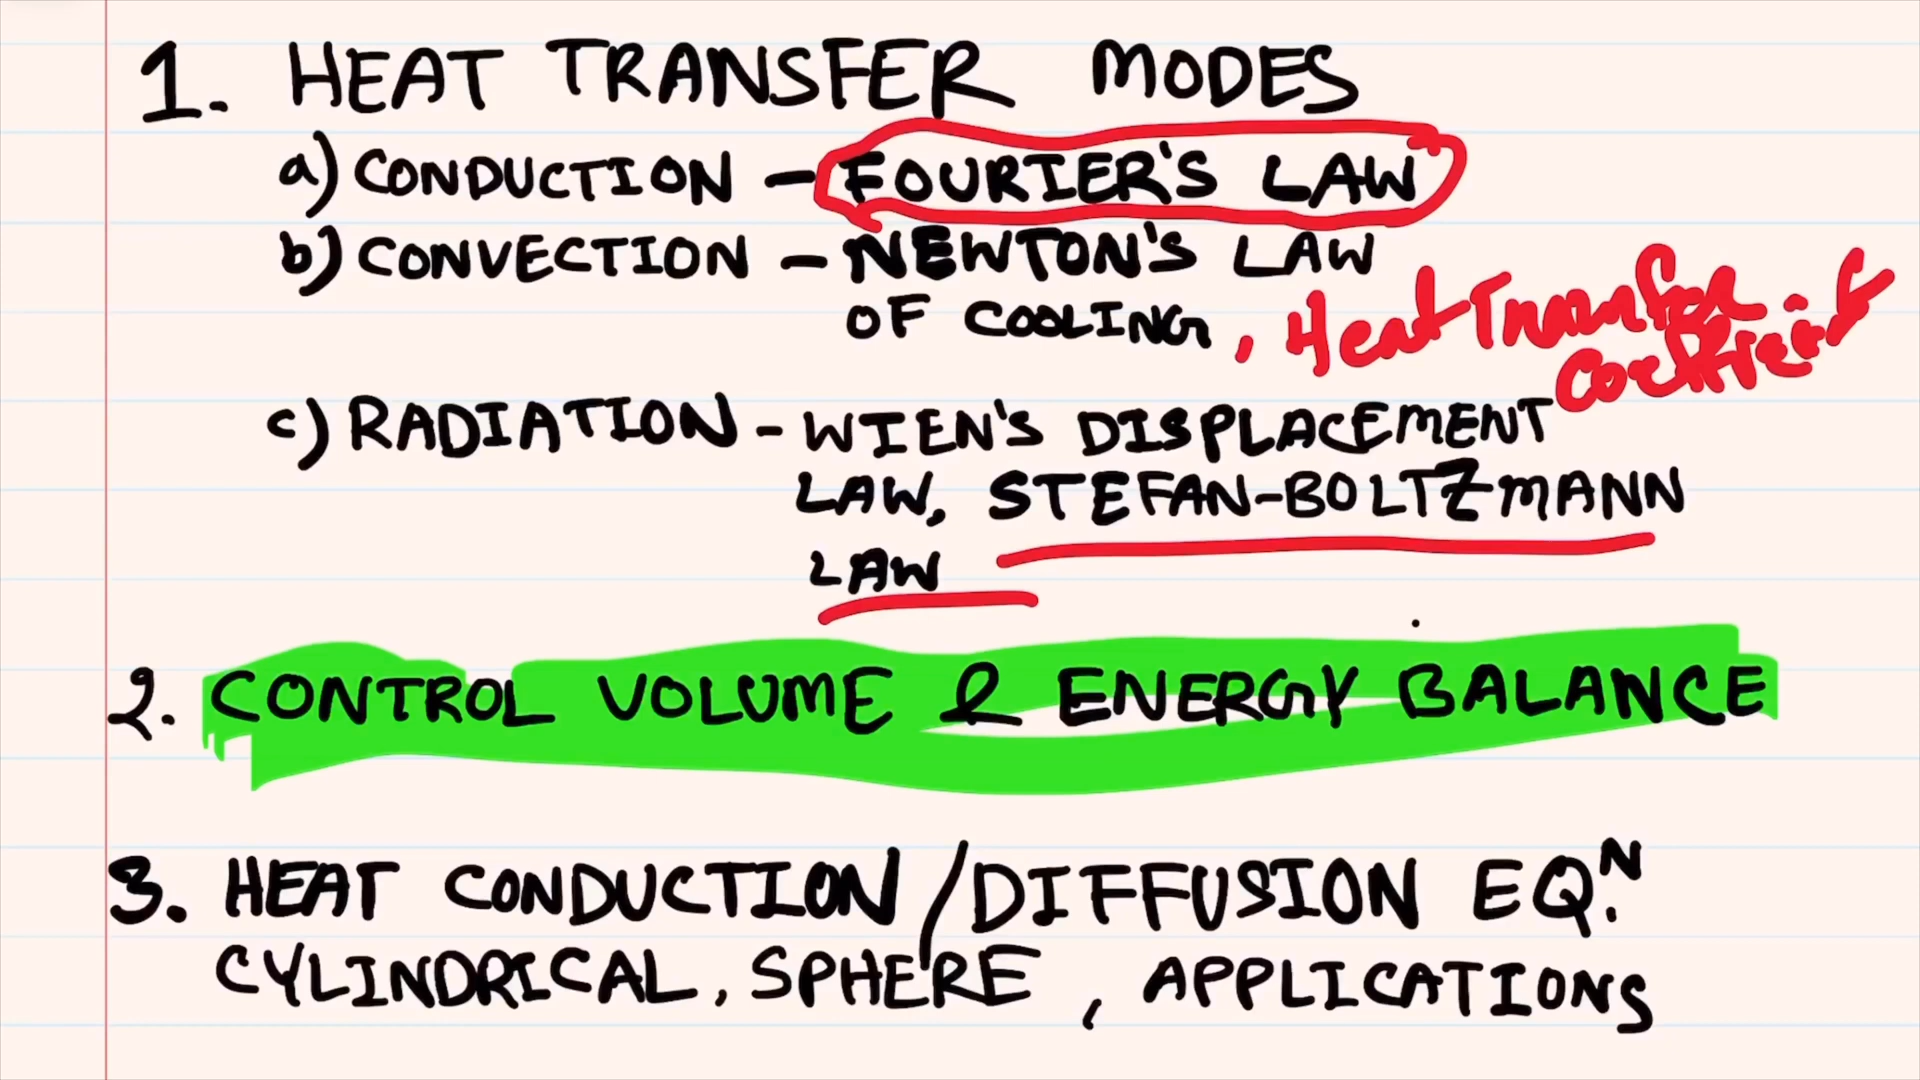 1. HEAT TRANSFER MODES
a) CONDUCTION - FOURIER'S LAW
b) CONVECTION - NEWTON'S LAW
OF COOLING, Heat Transfer
Coefficient
c) RADIATION - WIEN'S DISPLACEMENT
LAW, STEFAN-BOLTZMANN
LAW
2. CONTROL VOLUME & ENERGY BALANCE
3. HEAT CONDUCTION/DIFFUSION EQ.N
CYLINDRICAL, SPHERE, APPLICATIONS